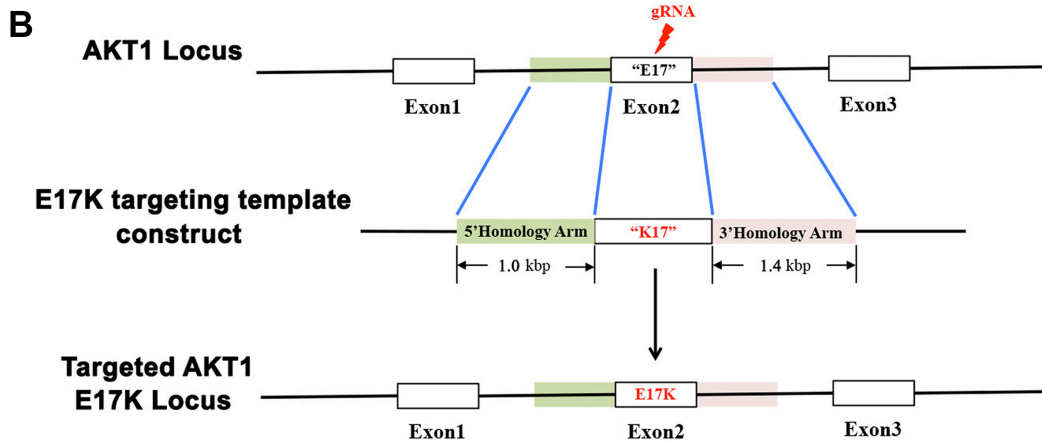 B
gRNA
AKT1 Locus
“E17”
Exon1
Exon2
Exon3
E17K targeting template
construct
5’Homology Arm
“K17”
3’Homology Arm
1.0 kbp
1.4 kbp
Targeted AKT1
E17K Locus
E17K
Exon1
Exon2
Exon3